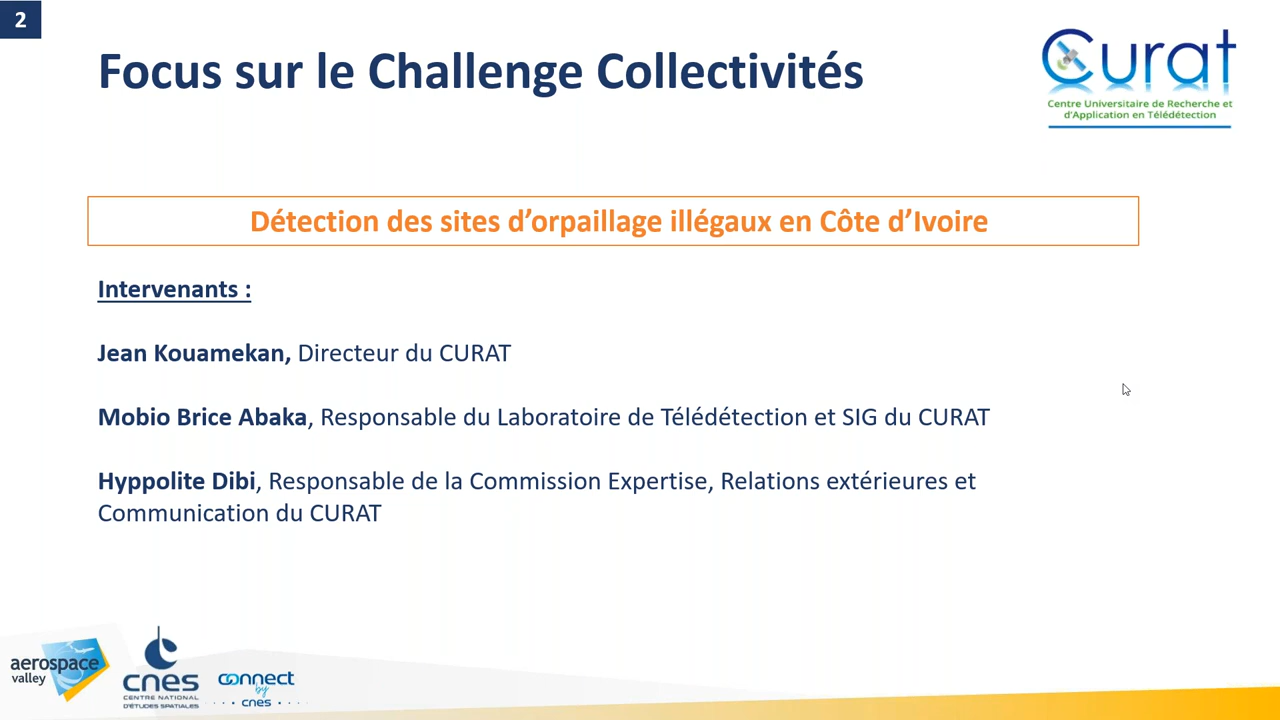 2
Focus sur le Challenge Collectivités
Curat
Centre Universitaire de Recherche et
d'Application en Télédétection
Détection des sites d’orpaillage illégaux en Côte d’Ivoire
Intervenants :
Jean Kouamekan, Directeur du CURAT
Mobio Brice Abaka, Responsable du Laboratoire de Télédétection et SIG du CURAT
Hyppolite Dibi, Responsable de la Commission Expertise, Relations extérieures et
Communication du CURAT
aerospace
valley
cnes
CENTRE NATIONAL
D'ÉTUDES SPATIALES
connect
by
cnes